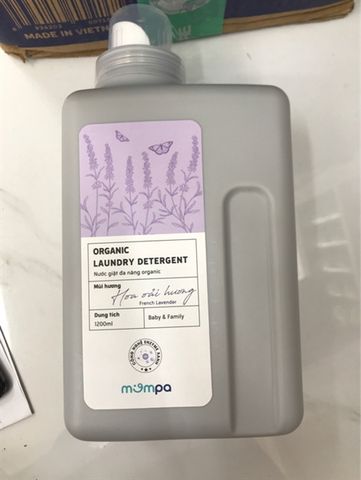 MADE IN VIETNAM
ORGANIC
LAUNDRY DETERGENT
Nước giặt đa năng organic
Mùi hương
Hoa oải hương
French Lavender
Dung tích
1200ml
Baby & Family
mompa